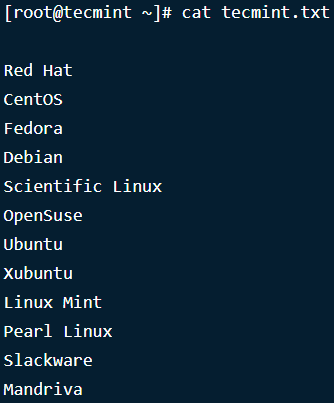 [root@tecmint ~]# cat tecmint.txt
Red Hat
CentOS
Fedora
Debian
Scientific Linux
OpenSuse
Ubuntu
Xubuntu
Linux Mint
Pearl Linux
Slackware
Mandriva